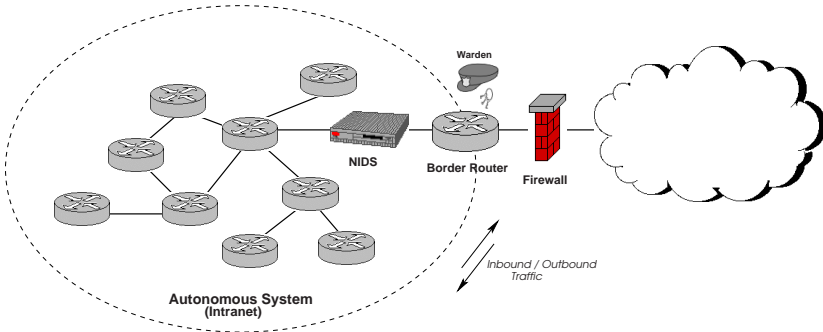 Warden
NIDS
Border Router
Firewall
Inbound / Outbound
Traffic
Autonomous System
(Intranet)